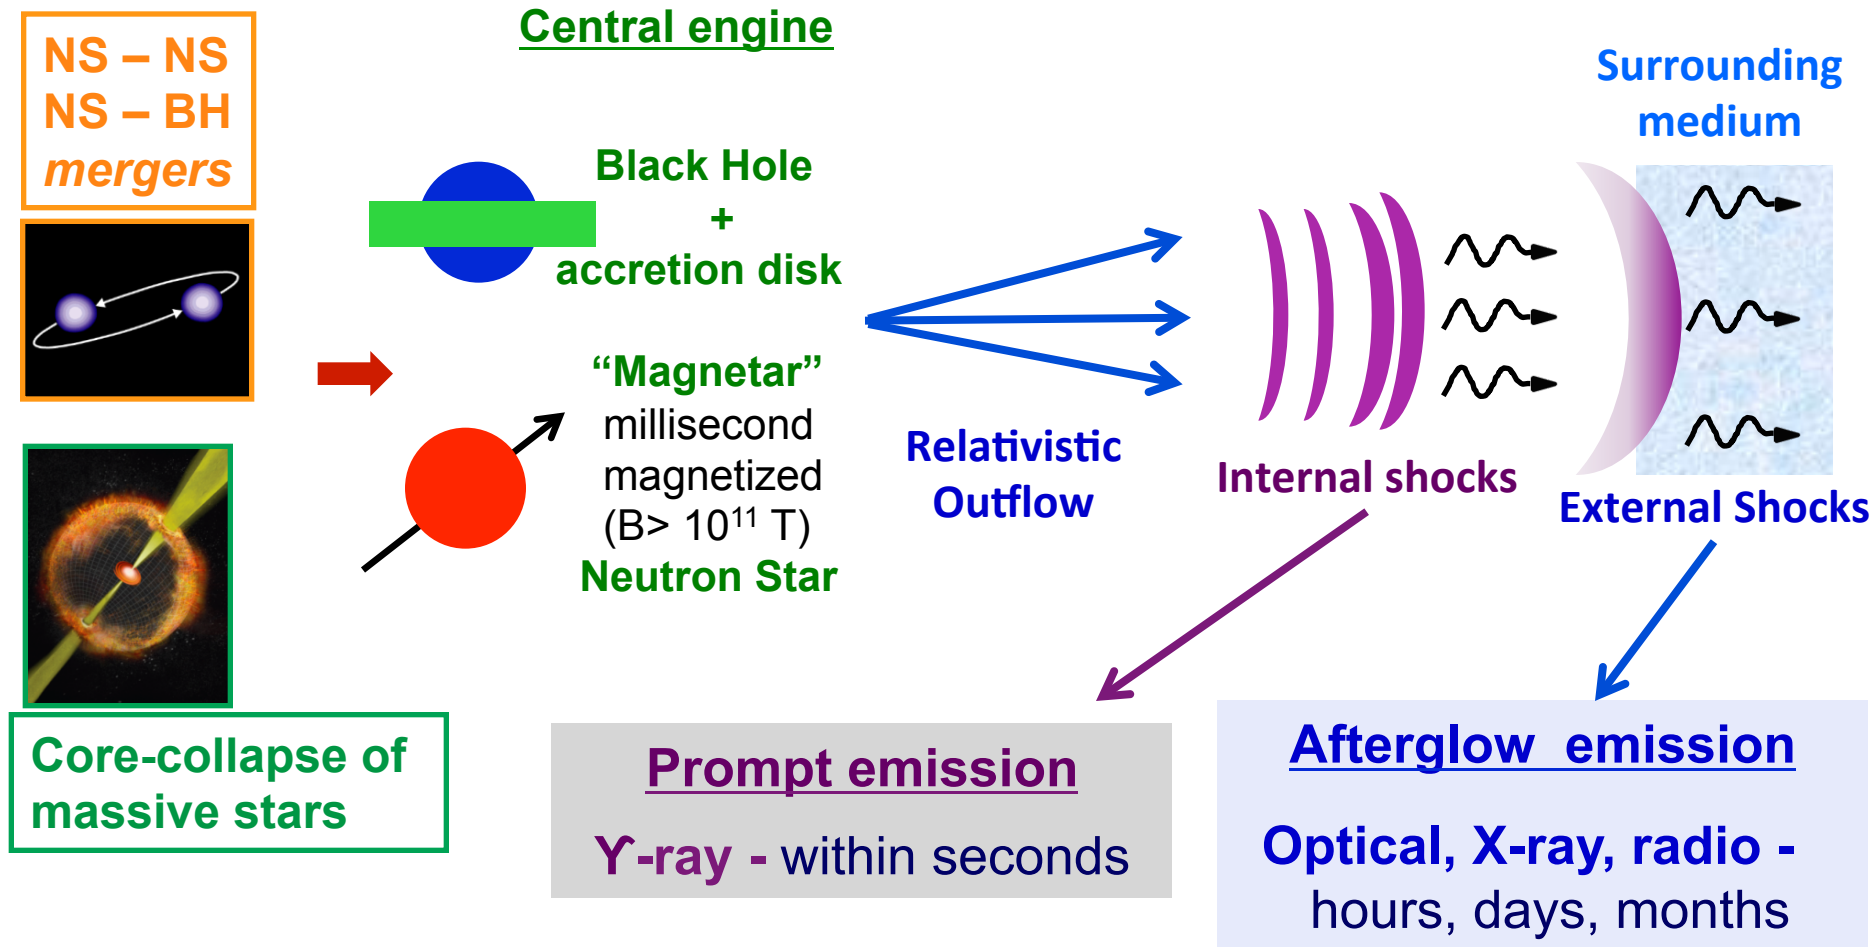 NS – NS
NS – BH
mergers
Core-collapse of
massive stars
Central engine
Black Hole
+
accretion disk
“Magnetar”
millisecond
magnetized
(B> 10¹¹ T)
Neutron Star
Relativistic
Outflow
Internal shocks
Surrounding
medium
External Shocks
Prompt emission
ϒ-ray - within seconds
Afterglow emission
Optical, X-ray, radio -
hours, days, months